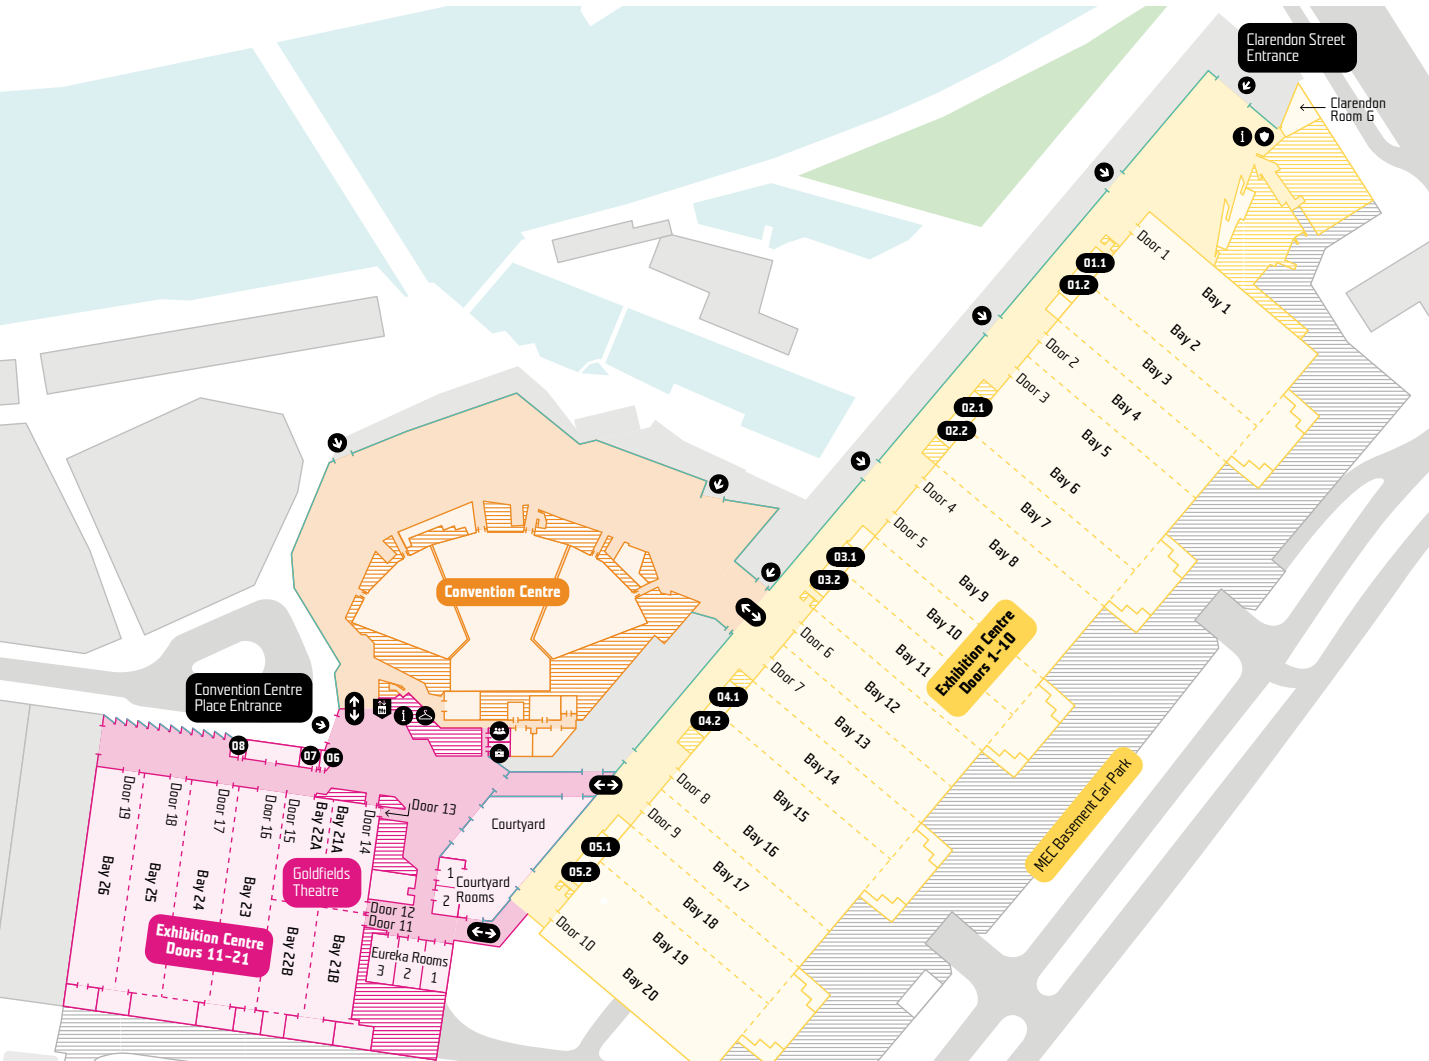 Clarendon Street
Entrance
Clarendon
Room G
i
Door 1
01.1
01.2
Bay 1
Bay 2
Door 2
Bay 3
Door 3
Bay 4
02.1
02.2
Bay 5
Bay 6
Door 4
Bay 7
Door 5
Bay 8
03.1
03.2
Bay 9
Convention Centre
Bay 10
Exhibition Centre
Doors 1-10
Door 6
Bay 11
Door 7
Bay 12
04.1
04.2
Bay 13
Convention Centre
Place Entrance
i
08
07
06
Bay 14
Door 8
Bay 15
MEC Basement Car Park
Door 9
Bay 16
Door 19
Door 18
Door 17
Door 16
Door 15
Bay 22A
Bay 21A
Door 14
Door 13
Courtyard
05.1
05.2
Bay 17
Bay 26
Bay 25
Bay 24
Bay 23
Goldfields
Theatre
1
2
Courtyard
Rooms
Bay 18
Door 12
Door 11
Door 10
Bay 19
Exhibition Centre
Doors 11-21
Bay 22B
Bay 21B
Eureka Rooms
3
2
1
Bay 20